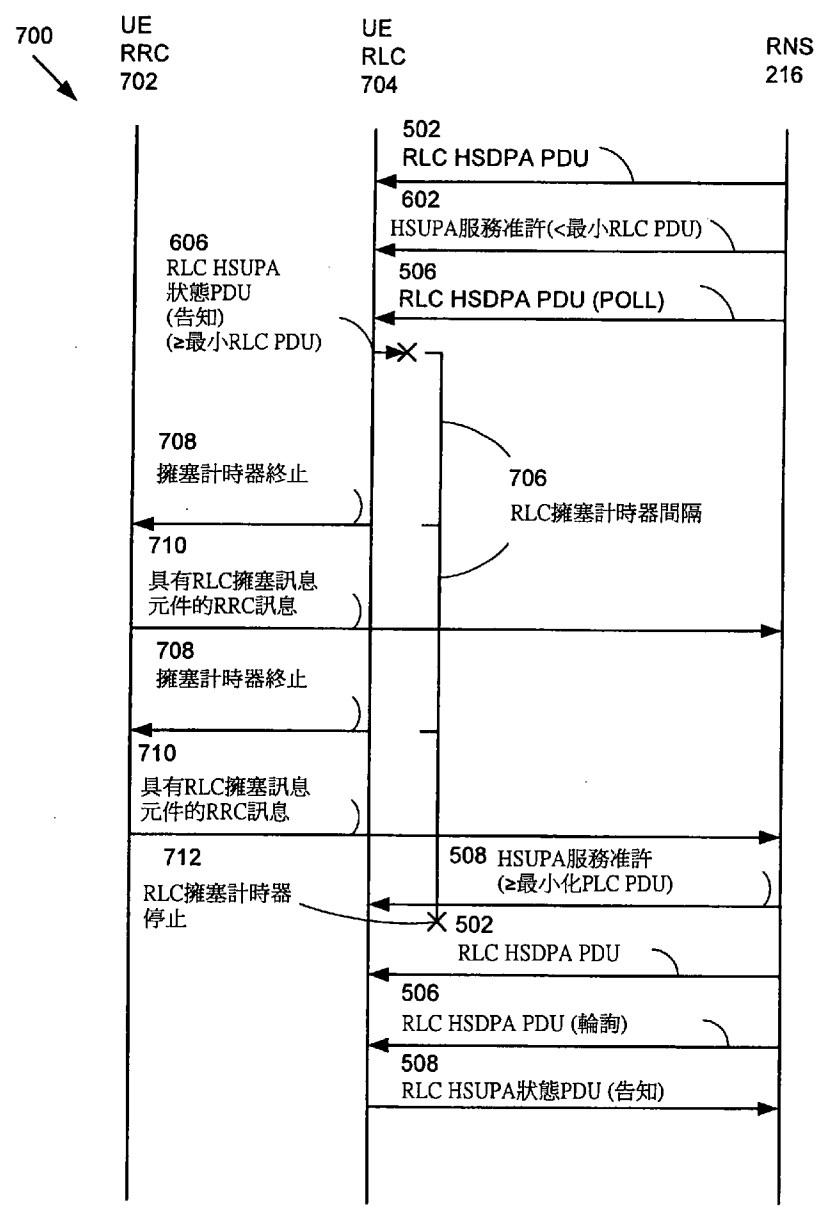 700
UE
RRC
702
UE
RLC
704
RNS
216
502
RLC HSDPA PDU
602
HSUPA服務准許(<最小RLC PDU)
606
RLC HSUPA
狀態PDU
(告知)
(≥最小RLC PDU)
506
RLC HSDPA PDU (POLL)
708
擁塞計時器終止
706
RLC擁塞計時器間隔
710
具有RLC擁塞訊息
元件的RRC訊息
708
擁塞計時器終止
710
具有RLC擁塞訊息
元件的RRC訊息
712
RLC擁塞計時器
停止
508 HSUPA服務准許
(≥最小化PLC PDU)
502
RLC HSDPA PDU
506
RLC HSDPA PDU (輪詢)
508
RLC HSUPA狀態PDU (告知)